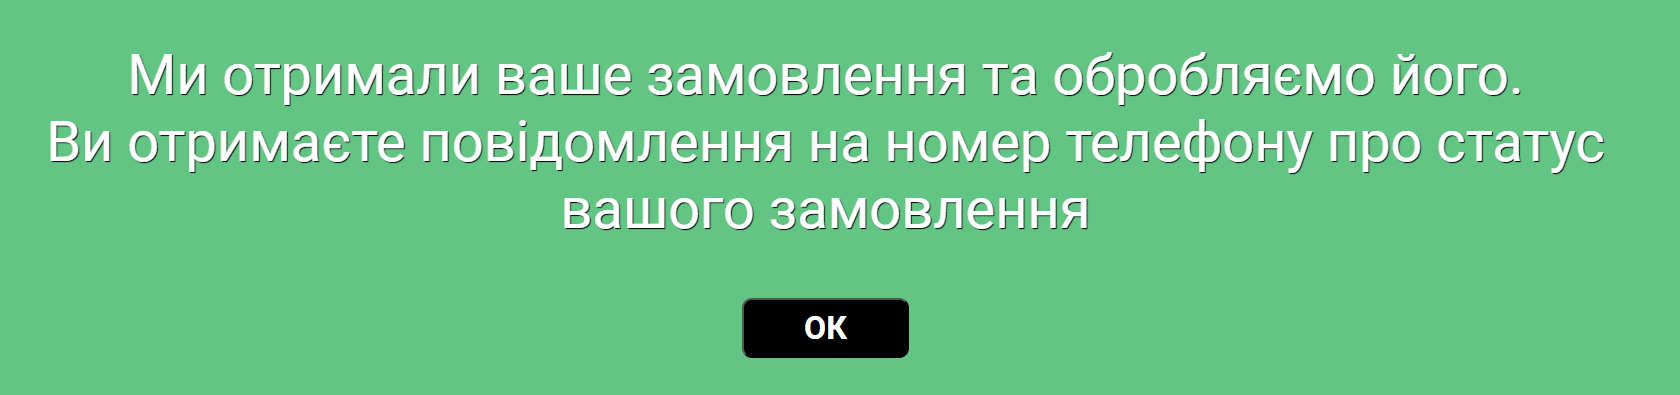 Ми отримали ваше замовлення та обробляємо його.
Ви отримаєте повідомлення на номер телефону про статус
вашого замовлення
ОК